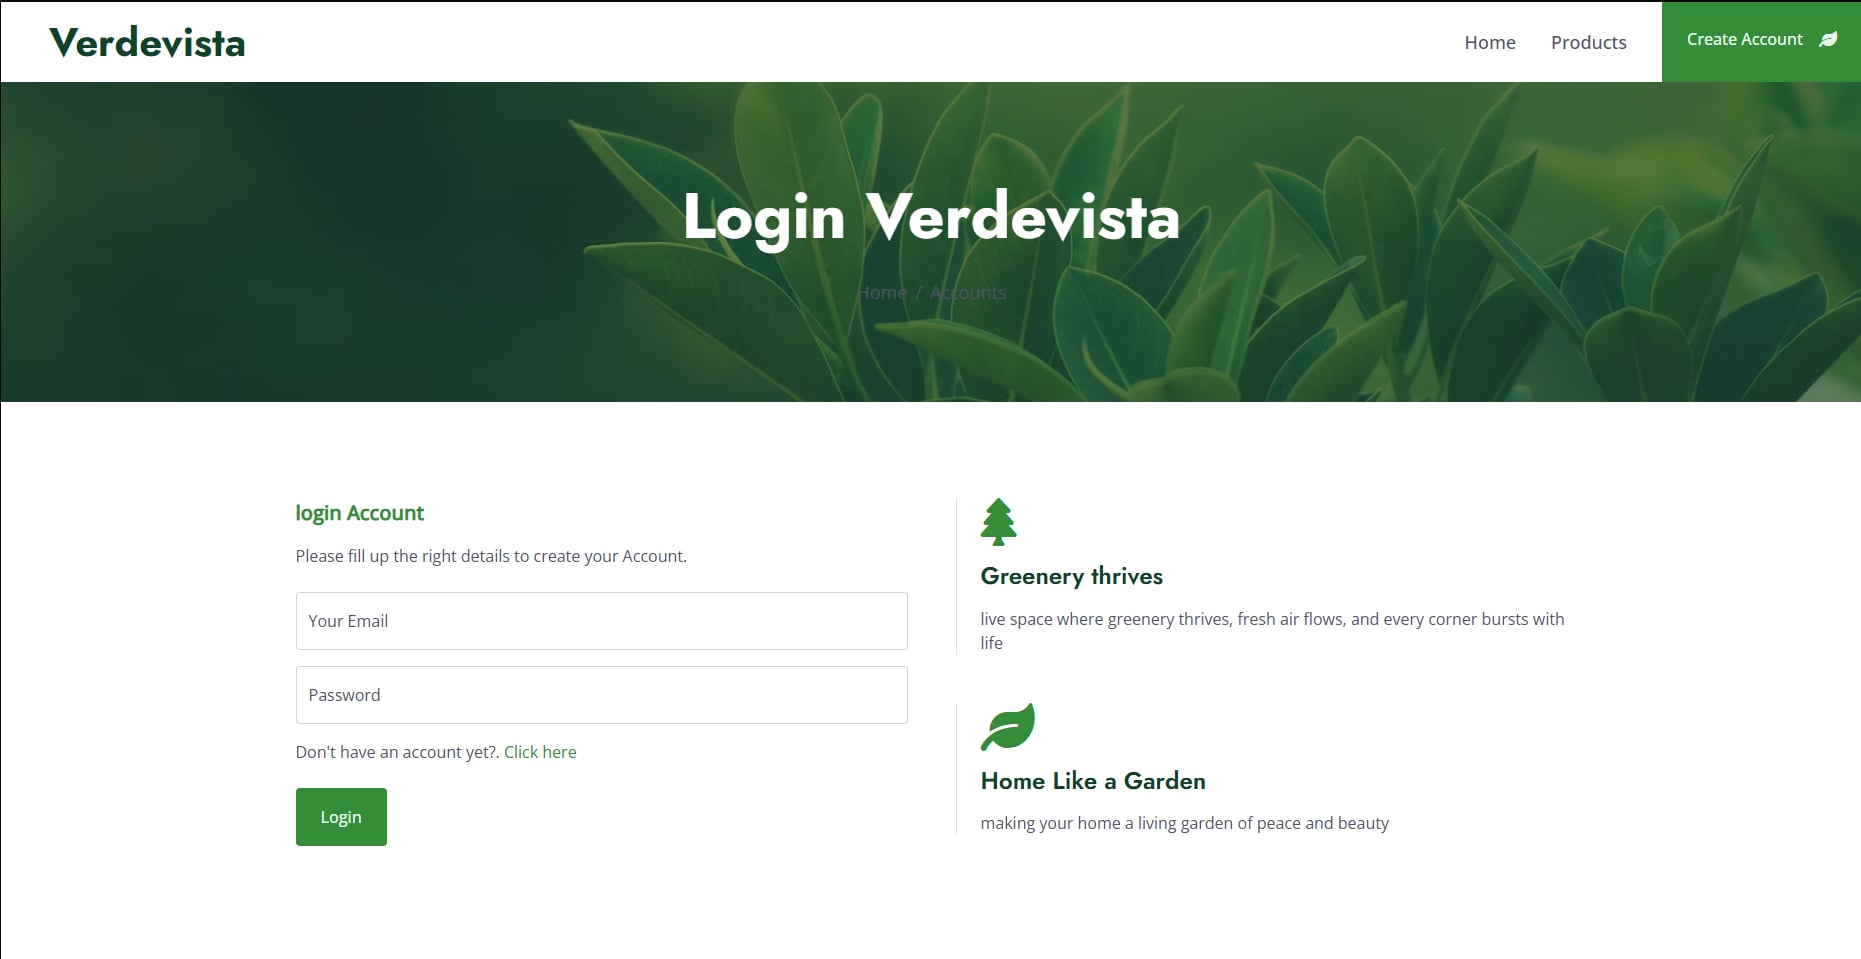 Verdevista
Home
Products
Create Account
Login Verdevista
Home / Accounts
login Account
Please fill up the right details to create your Account.
Your Email
Password
Don't have an account yet?. Click here
Login
Greenery thrives
live space where greenery thrives, fresh air flows, and every corner bursts with
life
Home Like a Garden
making your home a living garden of peace and beauty